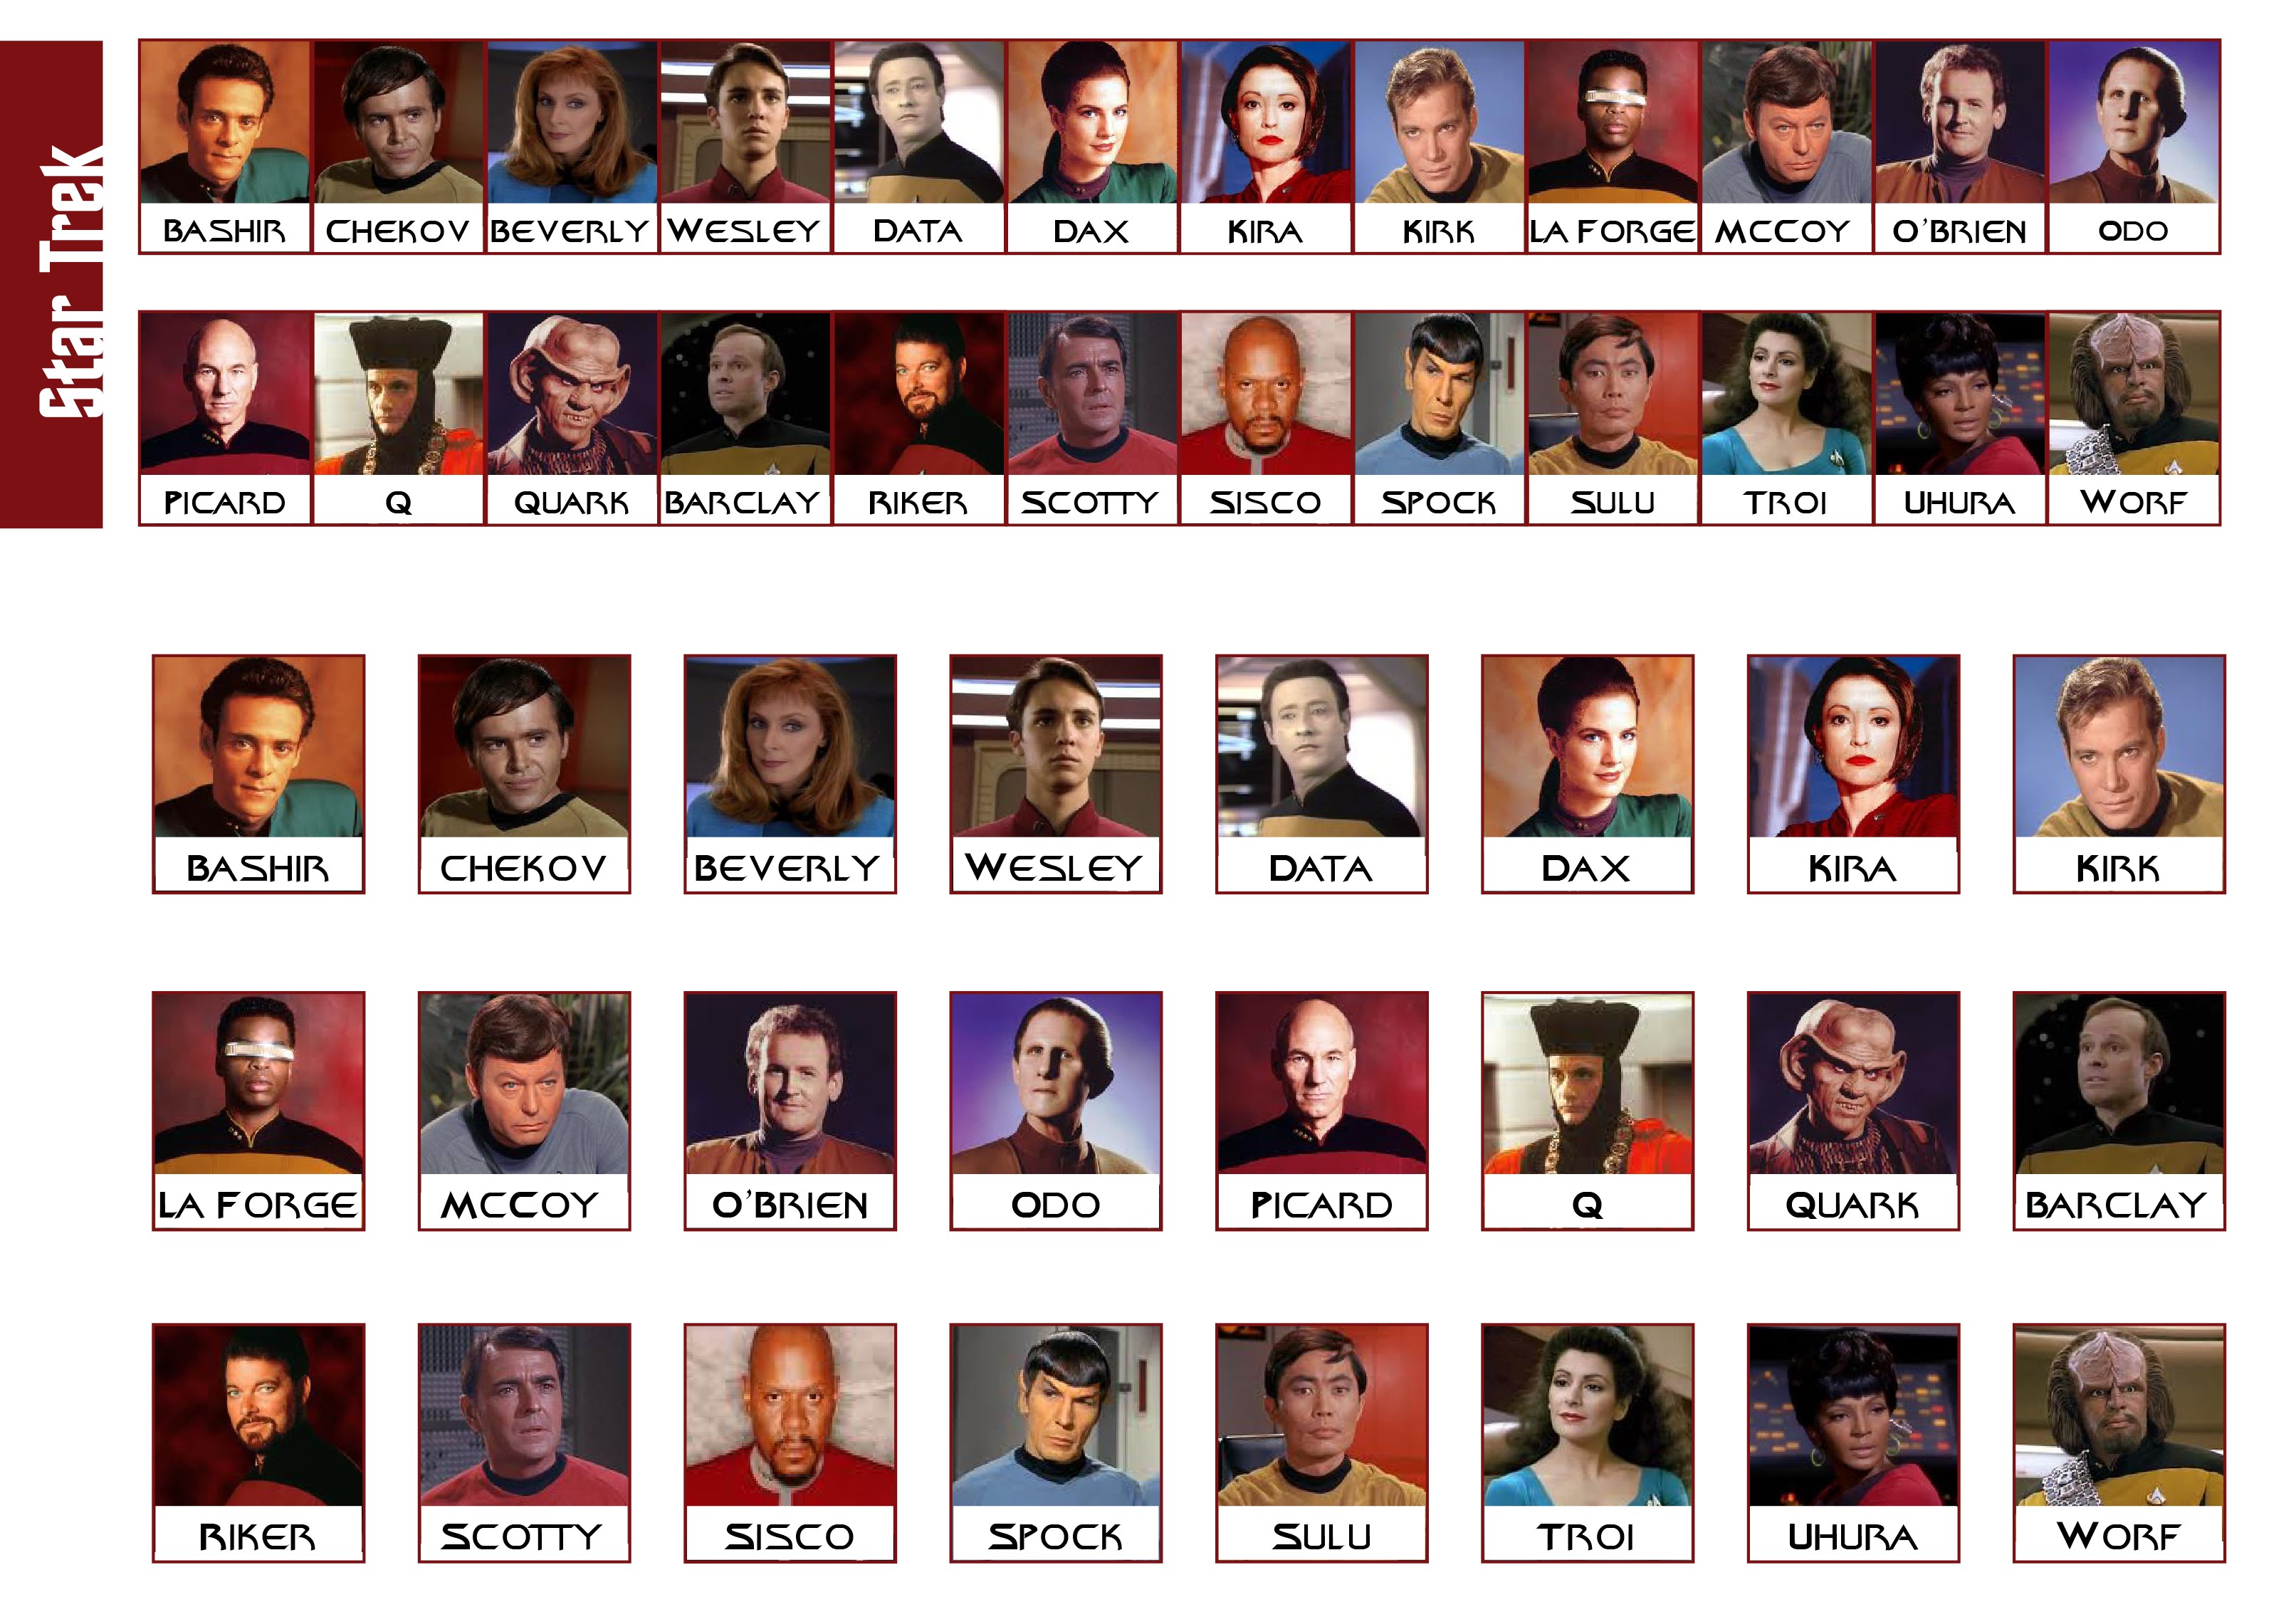 Star Trek
BASHIR CHEKOV BEVERLY WESLEY DATA DAX KIRA KIRK LA FORGE MCCOY O'BRIEN ODO
PICARD Q QUARK BARCLAY RIKER SCOTTY SISCO SPOCK SULU TROI UHURA WORF
BASHIR CHEKOV BEVERLY WESLEY DATA DAX KIRA KIRK
LA FORGE MCCOY O'BRIEN ODO PICARD Q QUARK BARCLAY
RIKER SCOTTY SISCO SPOCK SULU TROI UHURA WORF